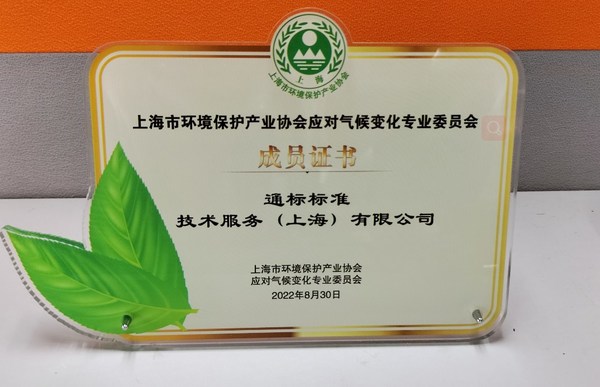 上海
上海市环境保护产业协会
上海市环境保护产业协会应对气候变化专业委员会
成员证书
通标标准
技术服务（上海）有限公司
上海市环境保护产业协会
应对气候变化专业委员会
2022年8月30日